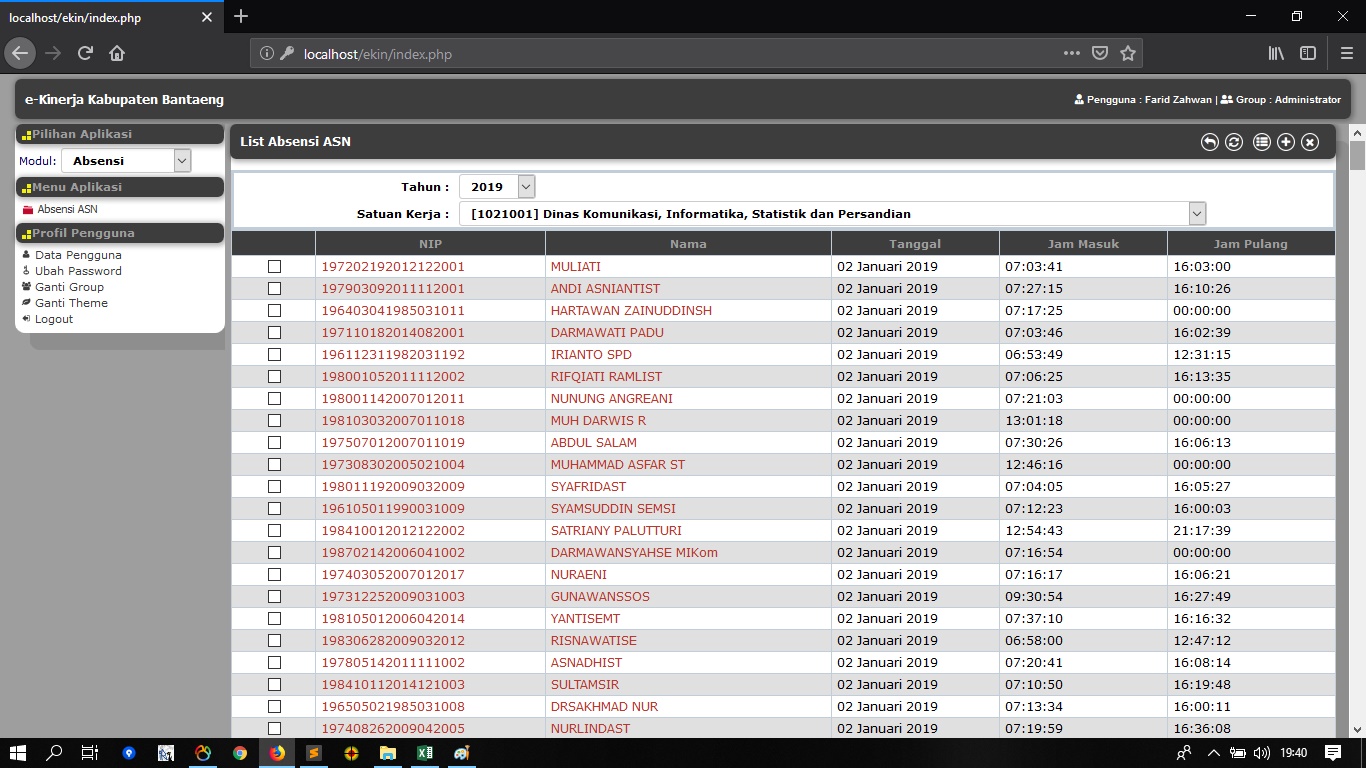 localhost/ekin/index.php
localhost/ekin/index.php
e-Kinerja Kabupaten Bantaeng
Pengguna : Farid Zahwan | Group : Administrator
Pilihan Aplikasi
Modul: Absensi
Menu Aplikasi
Absensi ASN
Profil Pengguna
Data Pengguna
Ubah Password
Ganti Group
Ganti Theme
Logout
List Absensi ASN
Tahun : 2019
Satuan Kerja : [1021001] Dinas Komunikasi, Informatika, Statistik dan Persandian
NIP Nama Tanggal Jam Masuk Jam Pulang
197202192012122001 MULIATI 02 Januari 2019 07:03:41 16:03:00
197903092011112001 ANDI ASNIANTIST 02 Januari 2019 07:27:15 16:10:26
196403041985031011 HARTAWAN ZAINUDDINSH 02 Januari 2019 07:17:25 00:00:00
197110182014082001 DARMAWATI PADU 02 Januari 2019 07:03:46 16:02:39
196112311982031192 IRIANTO SPD 02 Januari 2019 06:53:49 12:31:15
198001052011112002 RIFQIATI RAMLIST 02 Januari 2019 07:06:25 16:13:35
198001142007012011 NUNUNG ANGREANI 02 Januari 2019 07:21:03 00:00:00
198103032007011018 MUH DARWIS R 02 Januari 2019 13:01:18 00:00:00
197507012007011019 ABDUL SALAM 02 Januari 2019 07:30:26 16:06:13
197308302005021004 MUHAMMAD ASFAR ST 02 Januari 2019 12:46:16 00:00:00
198011192009032009 SYAFRIDAST 02 Januari 2019 07:04:05 16:05:27
196105011990031009 SYAMSUDDIN SEMSI 02 Januari 2019 07:12:23 16:00:03
198410012012122002 SATRIANY PALUTTURI 02 Januari 2019 12:54:43 21:17:39
198702142006041002 DARMAWANSYAHSE MIKom 02 Januari 2019 07:16:54 00:00:00
197403052007012017 NURAENI 02 Januari 2019 07:16:17 16:06:21
197312252009031003 GUNAWANSSOS 02 Januari 2019 09:30:54 16:27:49
198105012006042014 YANTISEMT 02 Januari 2019 07:37:10 16:16:32
198306282009032012 RISNAWATISE 02 Januari 2019 06:58:00 12:47:12
197805142011111002 ASNADHIST 02 Januari 2019 07:20:41 16:08:14
198410112014121003 SULTAMSIR 02 Januari 2019 07:10:50 16:19:48
196505021985031008 DRSAKHMAD NUR 02 Januari 2019 07:13:34 16:00:11
197408262009042005 NURLINDAST 02 Januari 2019 07:19:59 16:36:08
19:40